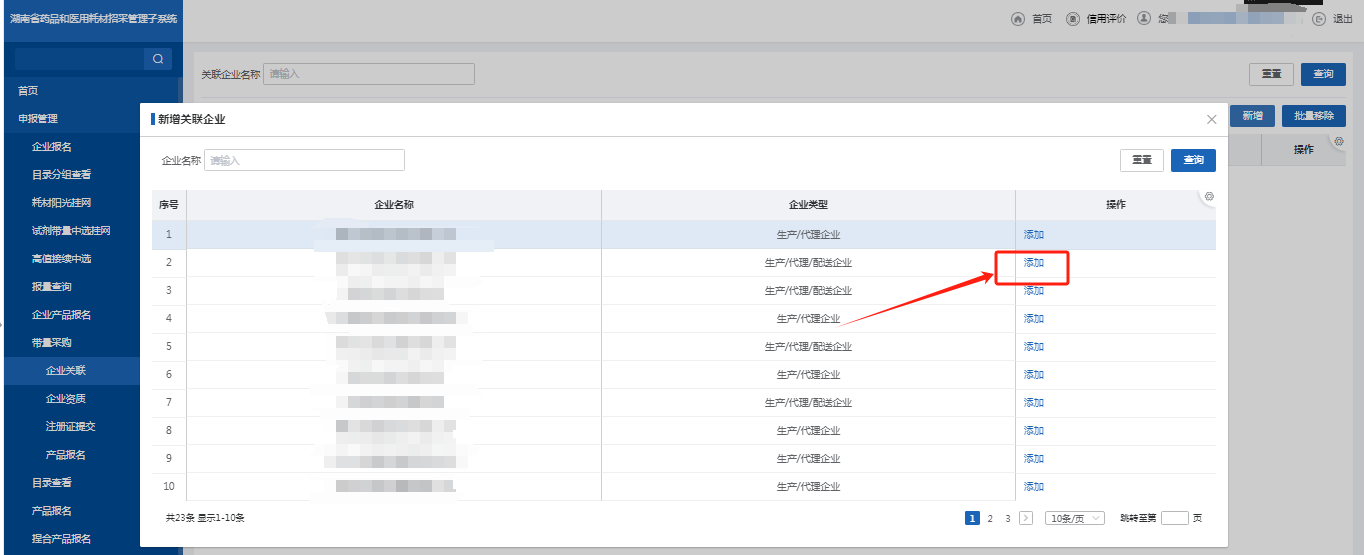 湖南省药品和医用耗材招采管理子系统
首页 信用评价 您 退出
关联企业名称 请输入 重置 查询
首页
申报管理
新增 批量移除
企业报名
操作
目录分组查看
耗材阳光挂网
试剂带量中选挂网
高值接续中选
报量查询
企业产品报名
带量采购
企业关联
企业资质
注册证提交
产品报名
目录查看
产品报名
捏合产品报名
新增关联企业
企业名称 请输入 重置 查询
序号 企业名称 企业类型 操作
1 生产/代理企业 添加
2 生产/代理/配送企业 添加
3 生产/代理/配送企业 添加
4 生产/代理企业 添加
5 生产/代理/配送企业 添加
6 生产/代理企业 添加
7 生产/代理/配送企业 添加
8 生产/代理企业 添加
9 生产/代理企业 添加
10 生产/代理企业 添加
共23条 显示1-10条 1 2 3 10条/页 跳转至第 页